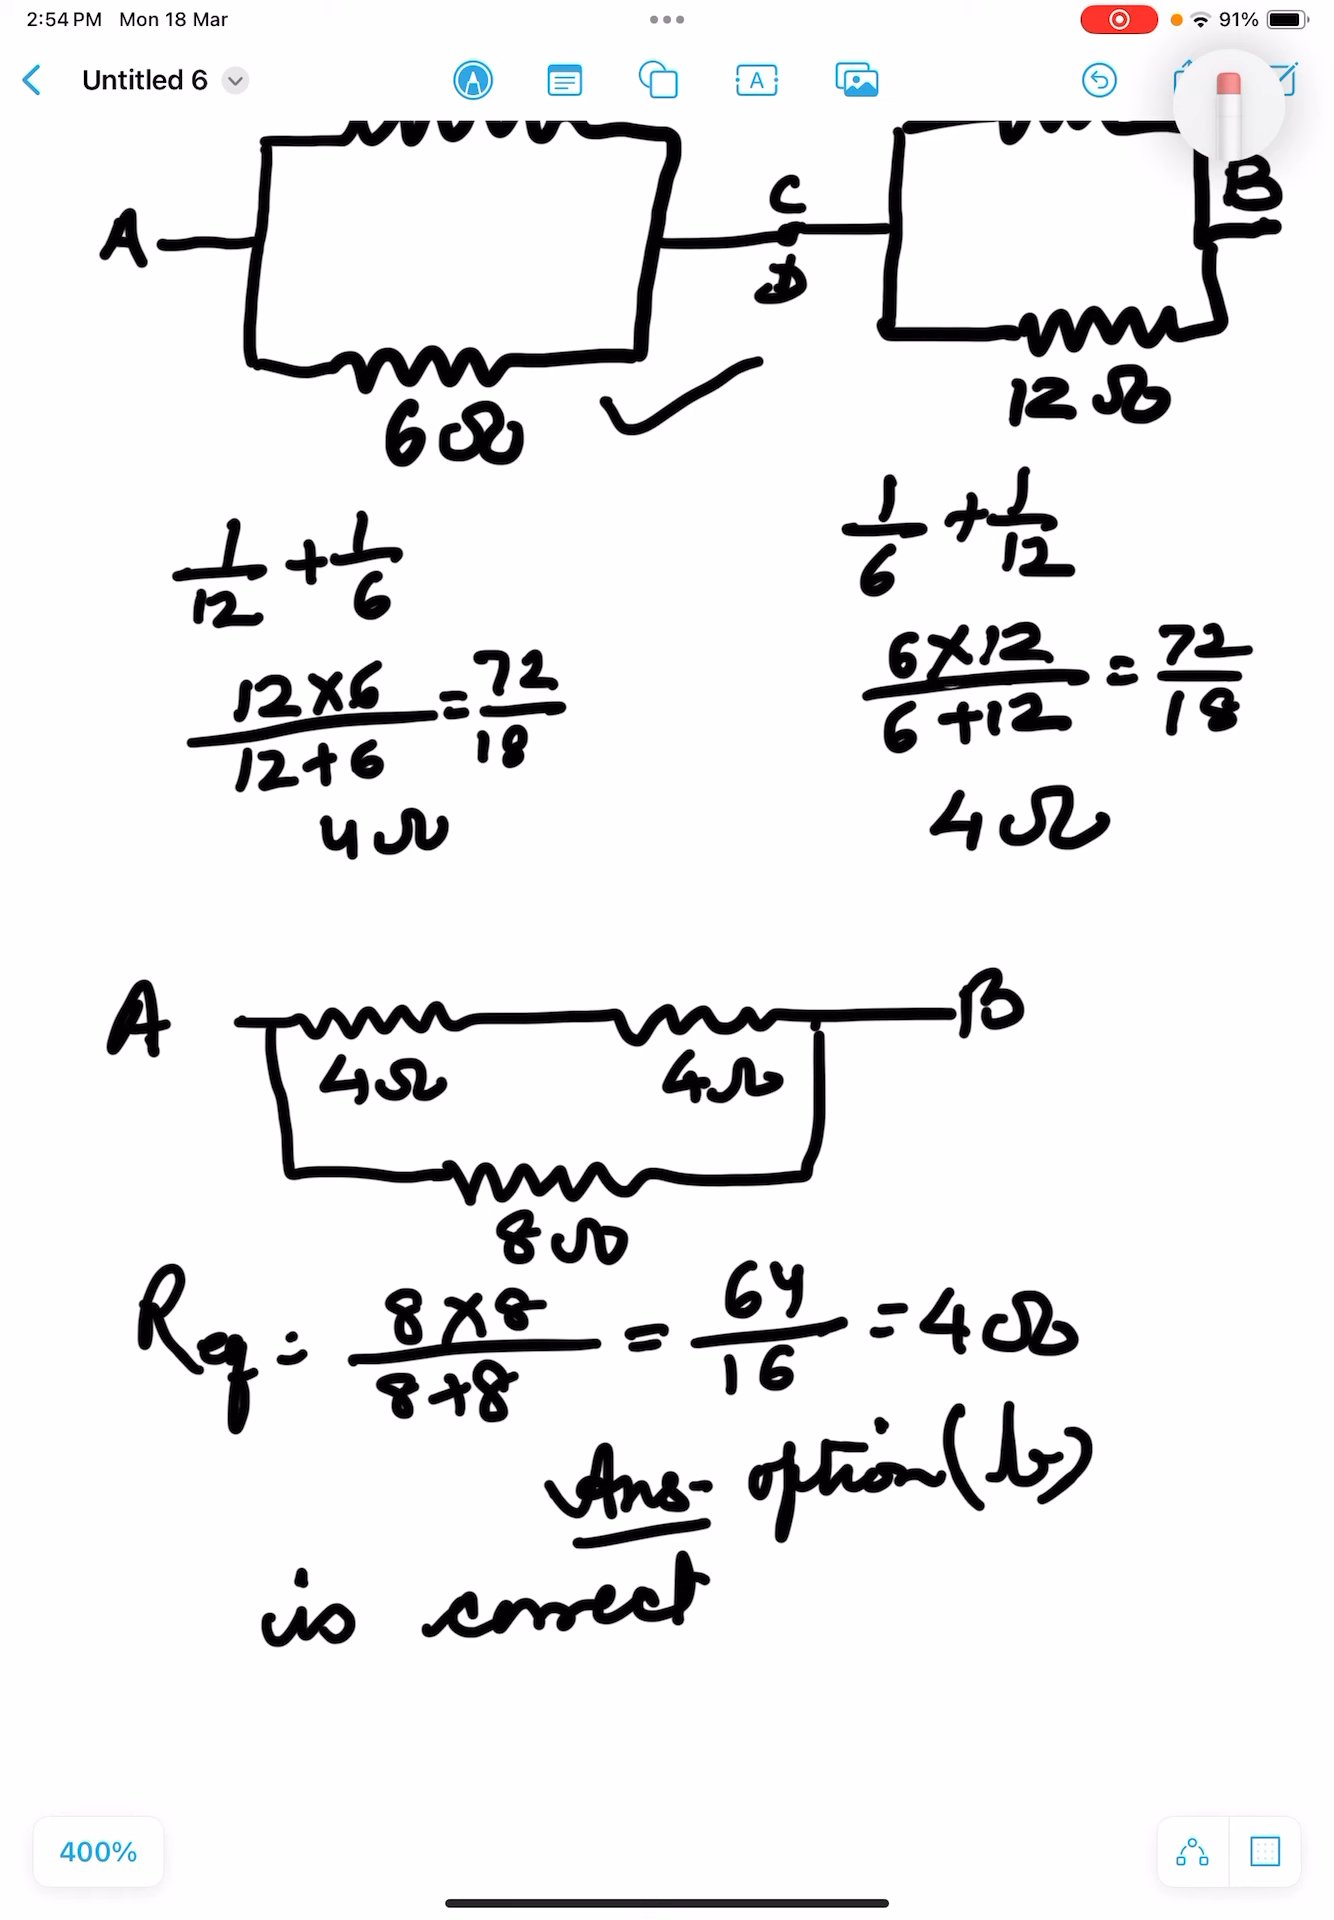 2:54 PM Mon 18 Mar 91%
Untitled 6
A
C
D
B
6Ω
12Ω
1/12 + 1/6
1/6 + 1/12
12×6/12+6 = 72/18
6×12/6+12 = 72/18
4Ω
4Ω
A B
4Ω 4Ω
8Ω
Req = 8×8/8+8 = 64/16 = 4Ω
Ans- option (b)
is correct
400%